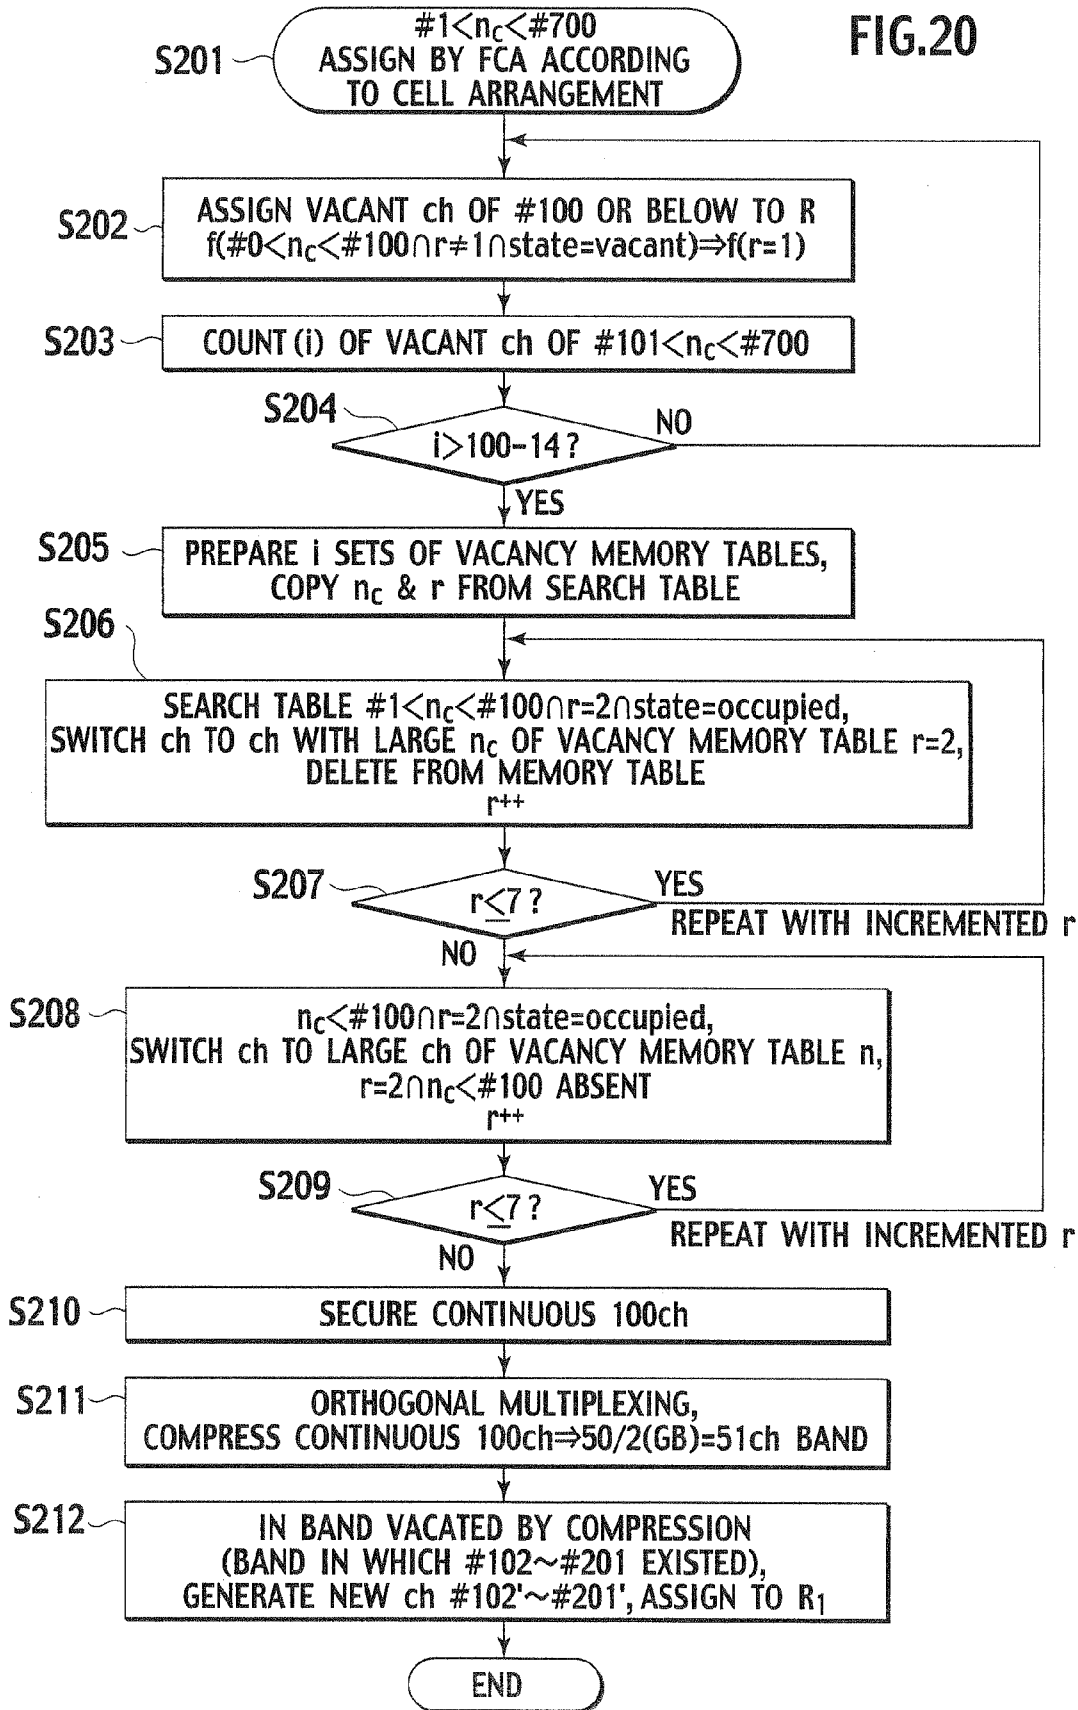 FIG.20
S201
#1<nc<#700
ASSIGN BY FCA ACCORDING
TO CELL ARRANGEMENT
S202
ASSIGN VACANT ch OF #100 OR BELOW TO R
f(#0<nc<#100∩r≠1∩state=vacant)⇒f(r=1)
S203
COUNT(i) OF VACANT ch OF #101<nc<#700
S204
i>100-14?
NO
YES
S205
PREPARE i SETS OF VACANCY MEMORY TABLES,
COPY nc & r FROM SEARCH TABLE
S206
SEARCH TABLE #1<nc<#100∩r=2∩state=occupied,
SWITCH ch TO ch WITH LARGE nc OF VACANCY MEMORY TABLE r=2,
DELETE FROM MEMORY TABLE
r++
S207
r≤7?
YES
REPEAT WITH INCREMENTED r
NO
S208
nc<#100∩r=2∩state=occupied,
SWITCH ch TO LARGE ch OF VACANCY MEMORY TABLE n,
r=2∩nc<#100 ABSENT
r++
S209
r≤7?
YES
REPEAT WITH INCREMENTED r
NO
S210
SECURE CONTINUOUS 100ch
S211
ORTHOGONAL MULTIPLEXING,
COMPRESS CONTINUOUS 100ch⇒50/2(GB)=51ch BAND
S212
IN BAND VACATED BY COMPRESSION
(BAND IN WHICH #102~#201 EXISTED),
GENERATE NEW ch #102'~#201', ASSIGN TO R1
END